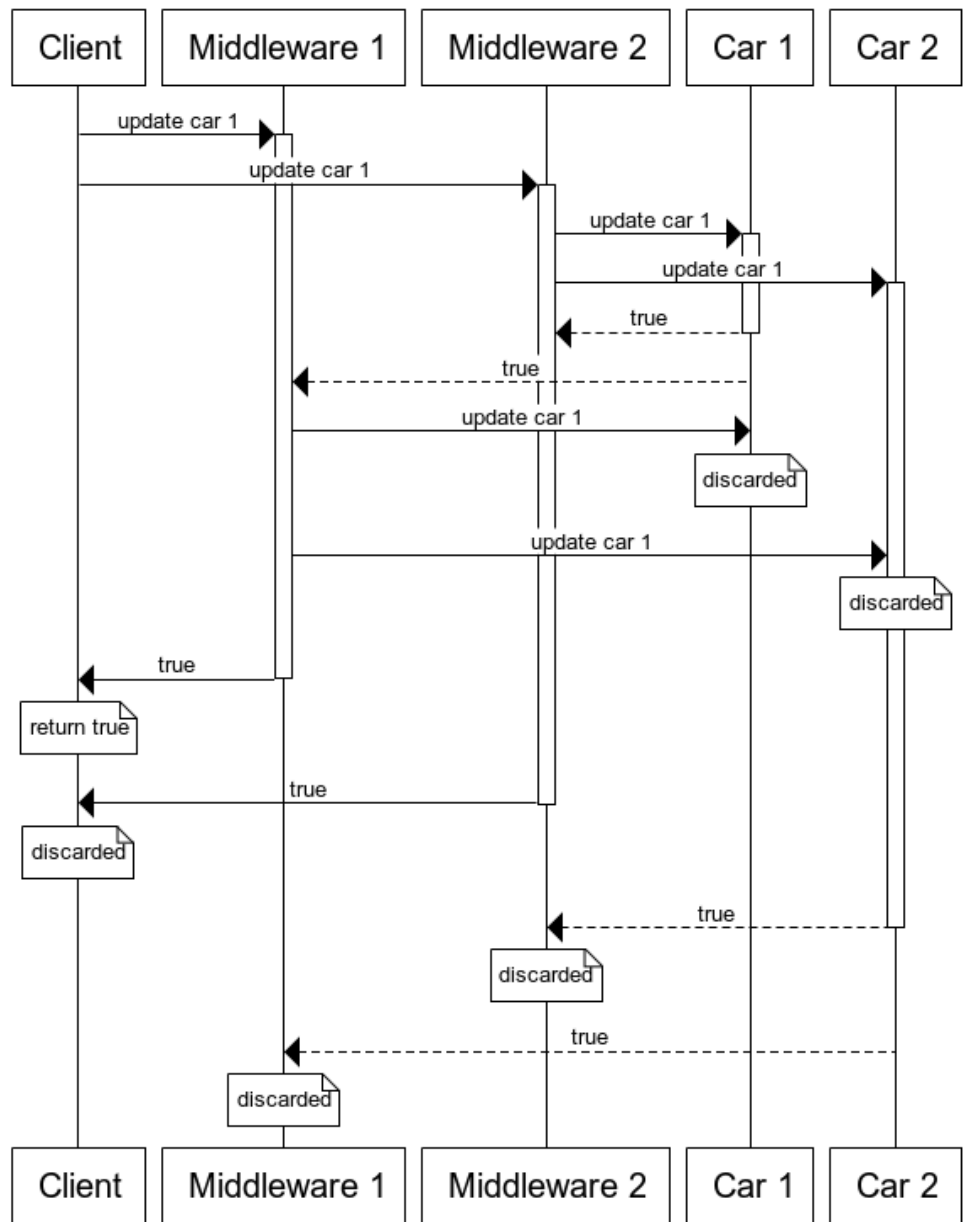 Client
Middleware 1
Middleware 2
Car 1
Car 2
update car 1
update car 1
update car 1
update car 1
true
true
update car 1
discarded
update car 1
discarded
true
return true
true
discarded
true
discarded
true
discarded
Client
Middleware 1
Middleware 2
Car 1
Car 2